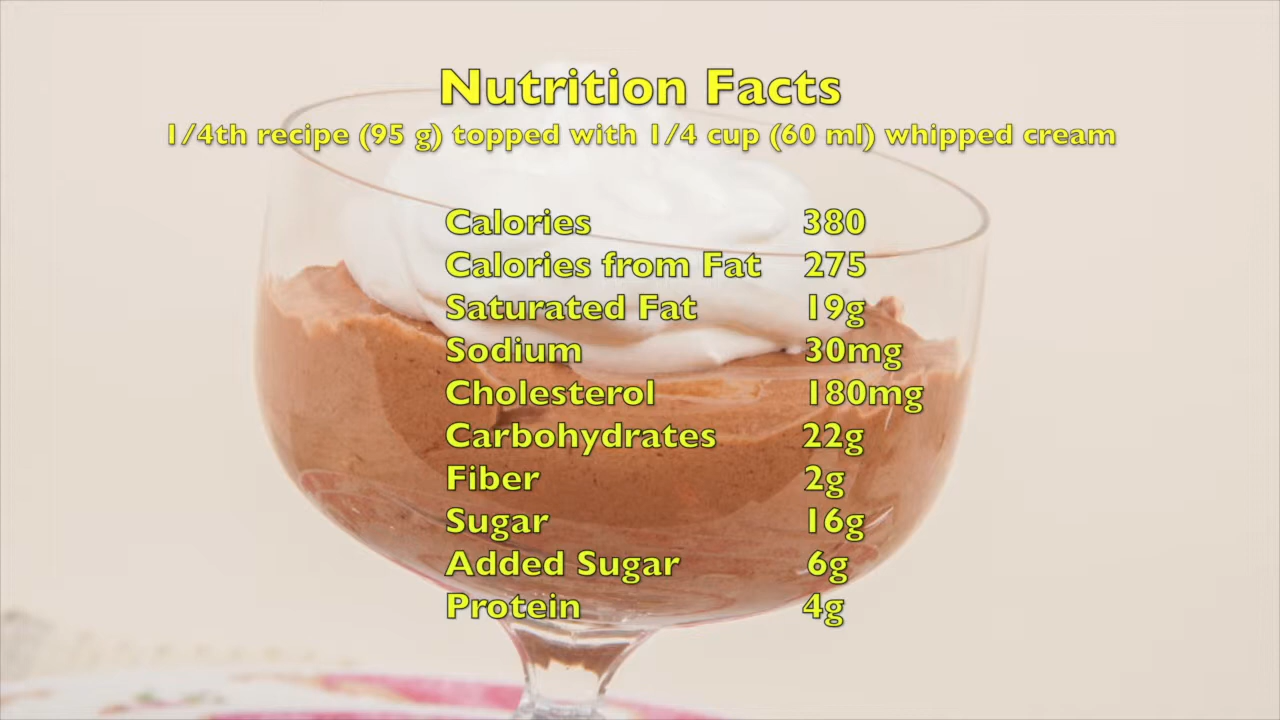 Nutrition Facts
1/4th recipe (95 g) topped with 1/4 cup (60 ml) whipped cream
Calories 380
Calories from Fat 275
Saturated Fat 19g
Sodium 30mg
Cholesterol 180mg
Carbohydrates 22g
Fiber 2g
Sugar 16g
Added Sugar 6g
Protein 4g